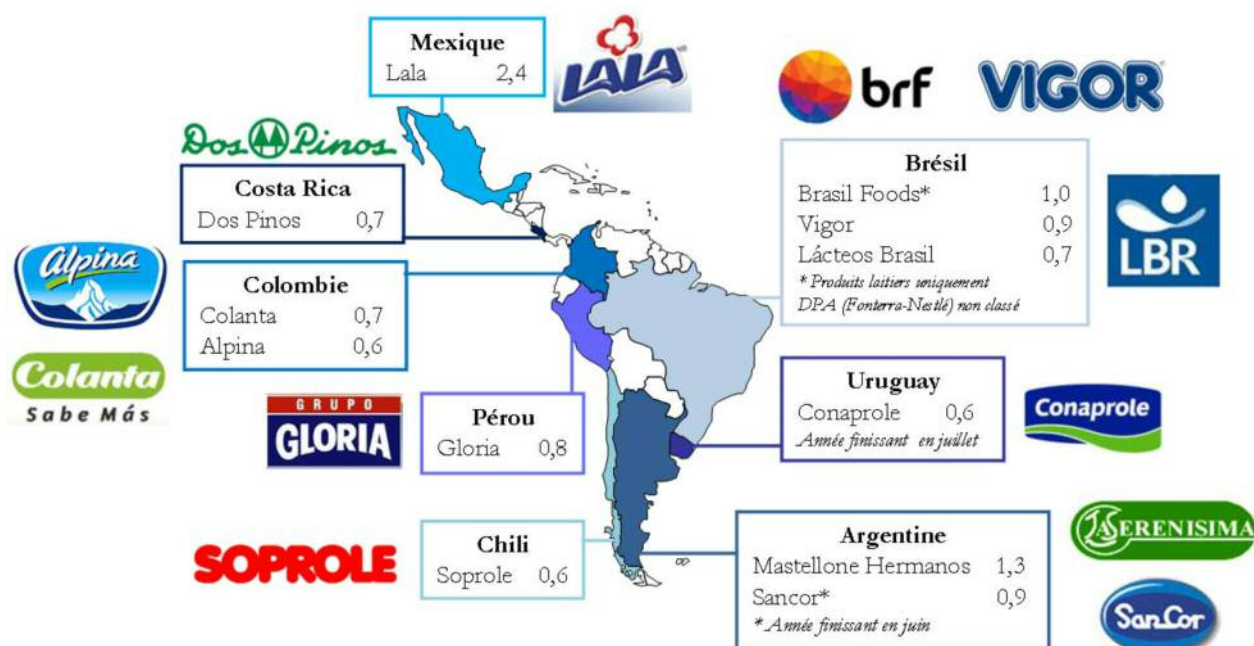 Mexique
Lala 2,4
LALA
brf
VIGOR
Dos Pinos
Costa Rica
Dos Pinos 0,7
Brésil
Brasil Foods* 1,0
Vigor 0,9
Lácteos Brasil 0,7
* Produits laitiers uniquement
DPA (Fonterra-Nestlé) non classé
LBR
alpina
Colombie
Colanta 0,7
Alpina 0,6
Colanta
Sabe Más
GRUPO
GLORIA
Pérou
Gloria 0,8
Uruguay
Conaprole 0,6
Année finissant en juillet
Conaprole
SOPROLE
Chili
Soprole 0,6
Argentine
Mastellone Hermanos 1,3
Sancor* 0,9
* Année finissant en juin
LA SERENISIMA
SanCor